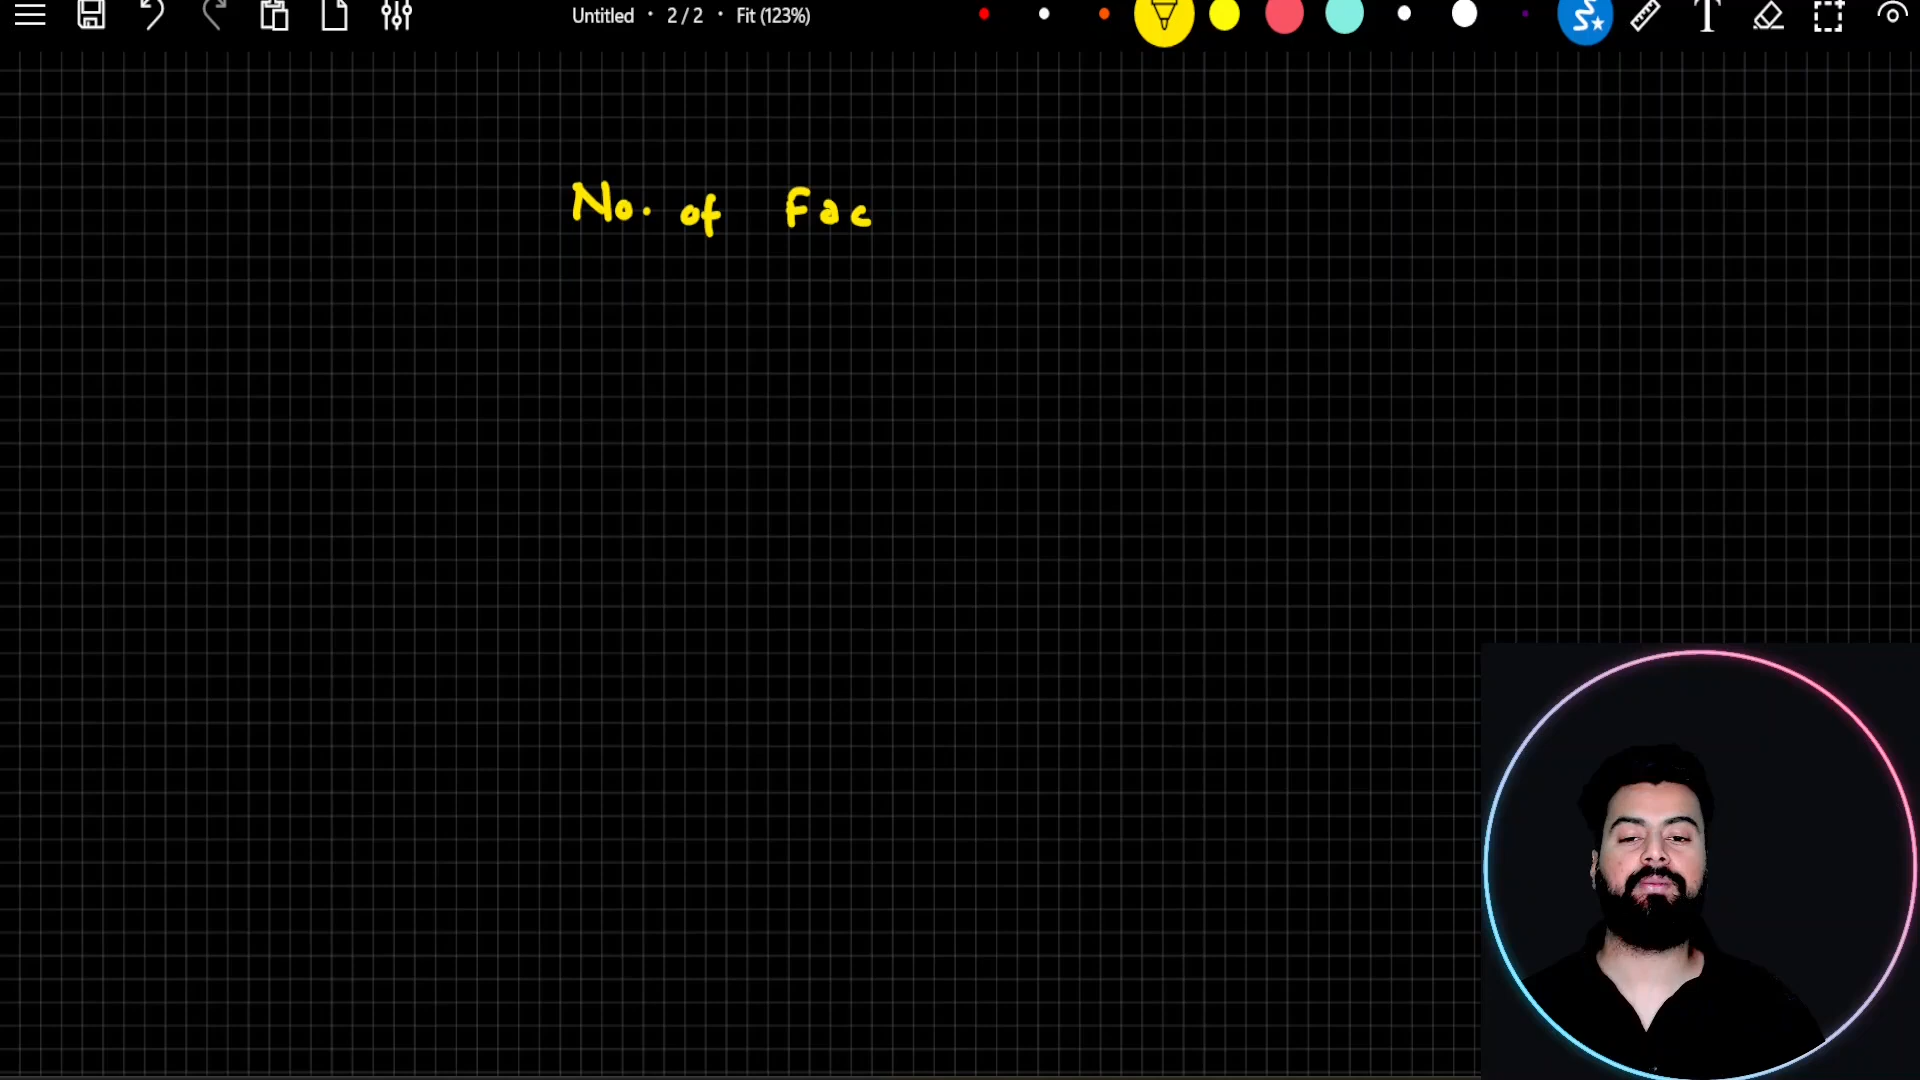 Untitled • 2 / 2 • Fit (123%)
No. of Fac